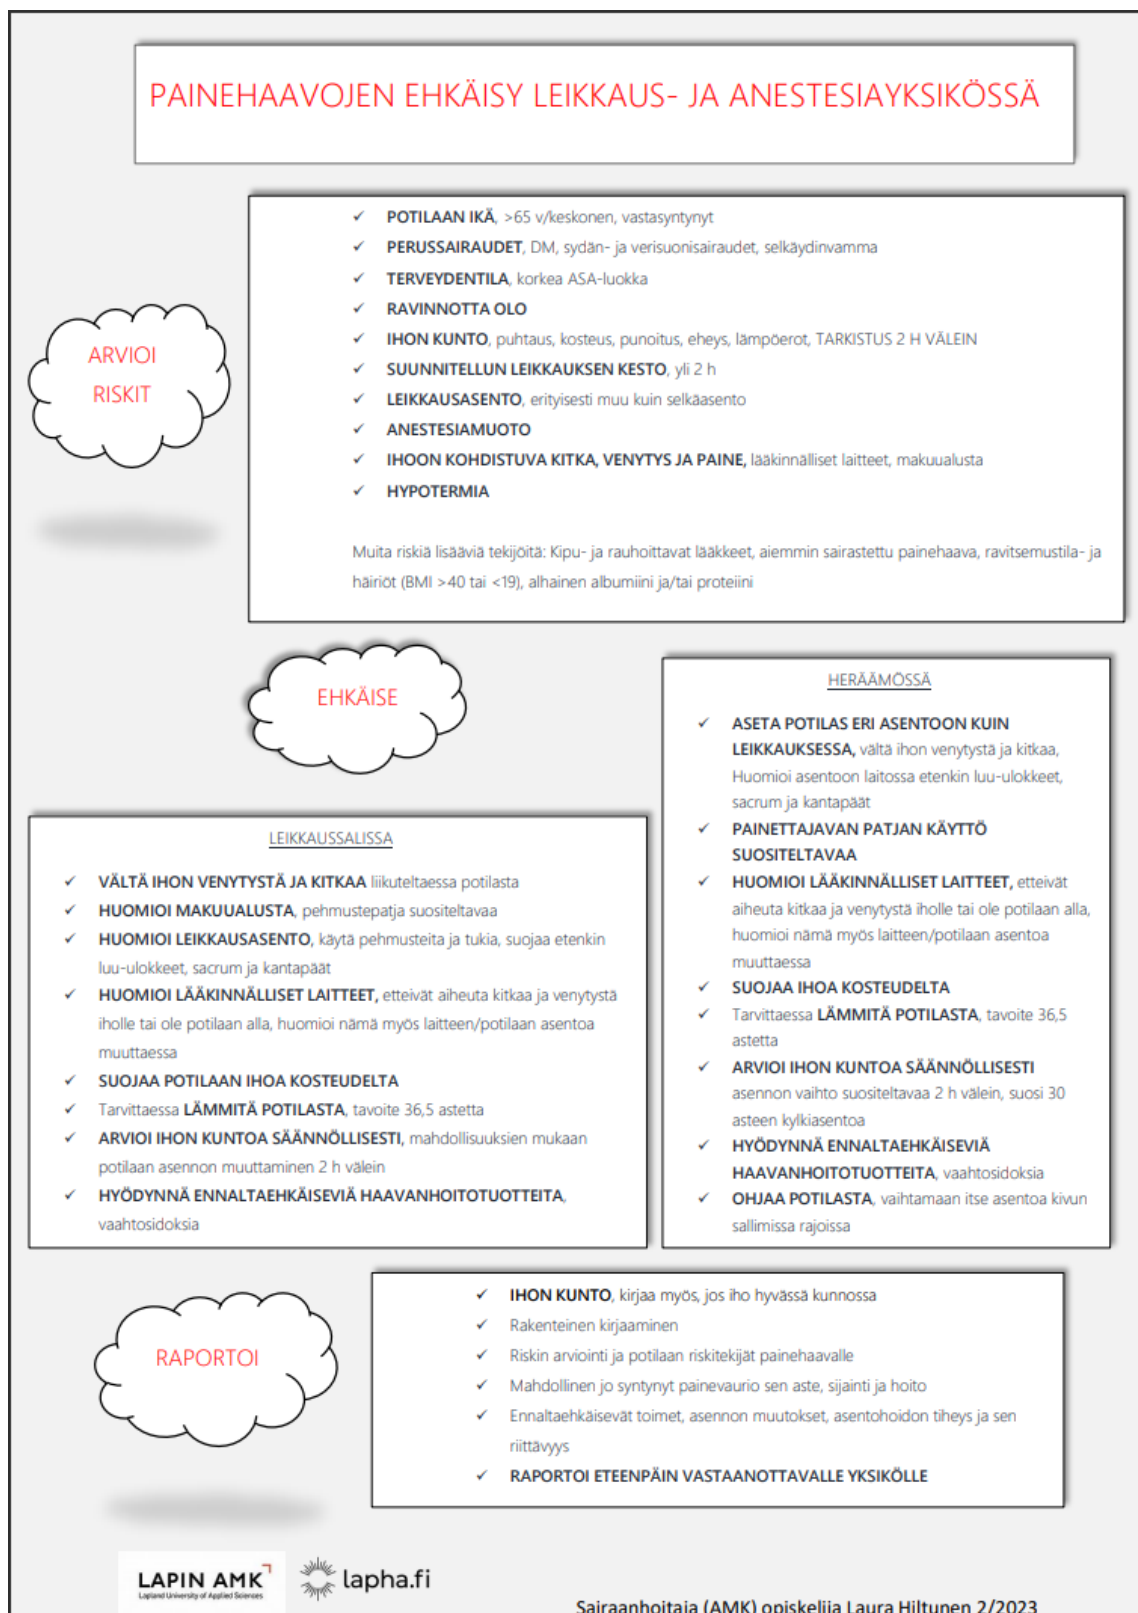 PAINEHAAVOJEN EHKÄISY LEIKKAUS- JA ANESTESIAYKSIKÖSSÄ
ARVIOI
RISKIT
✓ POTILAAN IKÄ, >65 v/keskonen, vastasyntynyt
✓ PERUSSAIRAUDET, DM, sydän- ja verisuonisairaudet, selkäydinvamma
✓ TERVEYDENTILA, korkea ASA-luokka
✓ RAVINNOTTA OLO
✓ IHON KUNTO, puhtaus, kosteus, punoitus, eheys, lämpöerot, TARKISTUS 2 H VÄLEIN
✓ SUUNNITELLUN LEIKKAUKSEN KESTO, yli 2 h
✓ LEIKKAUSASENTO, erityisesti muu kuin selkäasento
✓ ANESTESIAMUOTO
✓ IHOON KOHDISTUVA KITKA, VENYTYS JA PAINE, lääkinnälliset laitteet, makuualusta
✓ HYPOTERMIA
Muita riskiä lisääviä tekijöitä: Kipu- ja rauhoittavat lääkkeet, aiemmin sairastettu painehaava, ravitsemustila- ja
häiriöt (BMI >40 tai <19), alhainen albumiini ja/tai proteiini
EHKÄISE
LEIKKAUSSALISSA
✓ VÄLTÄ IHON VENYTYSTÄ JA KITKAA liikuteltaessa potilasta
✓ HUOMIOI MAKUUALUSTA, pehmustepatja suositeltavaa
✓ HUOMIOI LEIKKAUSASENTO, käytä pehmusteita ja tukia, suojaa etenkin
luu-ulokkeet, sacrum ja kantapäät
✓ HUOMIOI LÄÄKINNÄLLISET LAITTEET, etteivät aiheuta kitkaa ja venytystä
iholle tai ole potilaan alla, huomioi nämä myös laitteen/potilaan asentoa
muuttaessa
✓ SUOJAA POTILAAN IHOA KOSTEUDELTA
✓ Tarvittaessa LÄMMITÄ POTILASTA, tavoite 36,5 astetta
✓ ARVIOI IHON KUNTOA SÄÄNNÖLLISESTI, mahdollisuuksien mukaan
potilaan asennon muuttaminen 2 h välein
✓ HYÖDYNNÄ ENNALTAEHKÄISEVIÄ HAAVANHOITOTUOTTEITA,
vaahtosidoksia
HERÄÄMÖSSÄ
✓ ASETA POTILAS ERI ASENTOON KUIN
LEIKKAUKSESSA, vältä ihon venytystä ja kitkaa,
Huomioi asentoon laitossa etenkin luu-ulokkeet,
sacrum ja kantapäät
✓ PAINETTAJAVAN PATJAN KÄYTTÖ
SUOSITELTAVAA
✓ HUOMIOI LÄÄKINNÄLLISET LAITTEET, etteivät
aiheuta kitkaa ja venytystä iholle tai ole potilaan alla,
huomioi nämä myös laitteen/potilaan asentoa
muuttaessa
✓ SUOJAA IHOA KOSTEUDELTA
✓ Tarvittaessa LÄMMITÄ POTILASTA, tavoite 36,5
astetta
✓ ARVIOI IHON KUNTOA SÄÄNNÖLLISESTI
asennon vaihto suositeltavaa 2 h välein, suosi 30
asteen kylkiasentoa
✓ HYÖDYNNÄ ENNALTAEHKÄISEVIÄ
HAAVANHOITOTUOTTEITA, vaahtosidoksia
✓ OHJAA POTILASTA, vaihtamaan itse asentoa kivun
sallimissa rajoissa
RAPORTOI
✓ IHON KUNTO, kirjaa myös, jos iho hyvässä kunnossa
✓ Rakenteinen kirjaaminen
✓ Riskin arviointi ja potilaan riskitekijät painehaavalle
✓ Mahdollinen jo syntynyt painevaurio sen aste, sijainti ja hoito
✓ Ennaltaehkäisevät toimet, asennon muutokset, asentohoidon tiheys ja sen
riittävyys
✓ RAPORTOI ETEENPÄIN VASTAANOTTAVALLE YKSIKÖLLE
LAPIN AMK
Lapland University of Applied Sciences
lapha.fi
Sairaanhoitaja (AMK) opiskelija Laura Hiltunen 2/2023